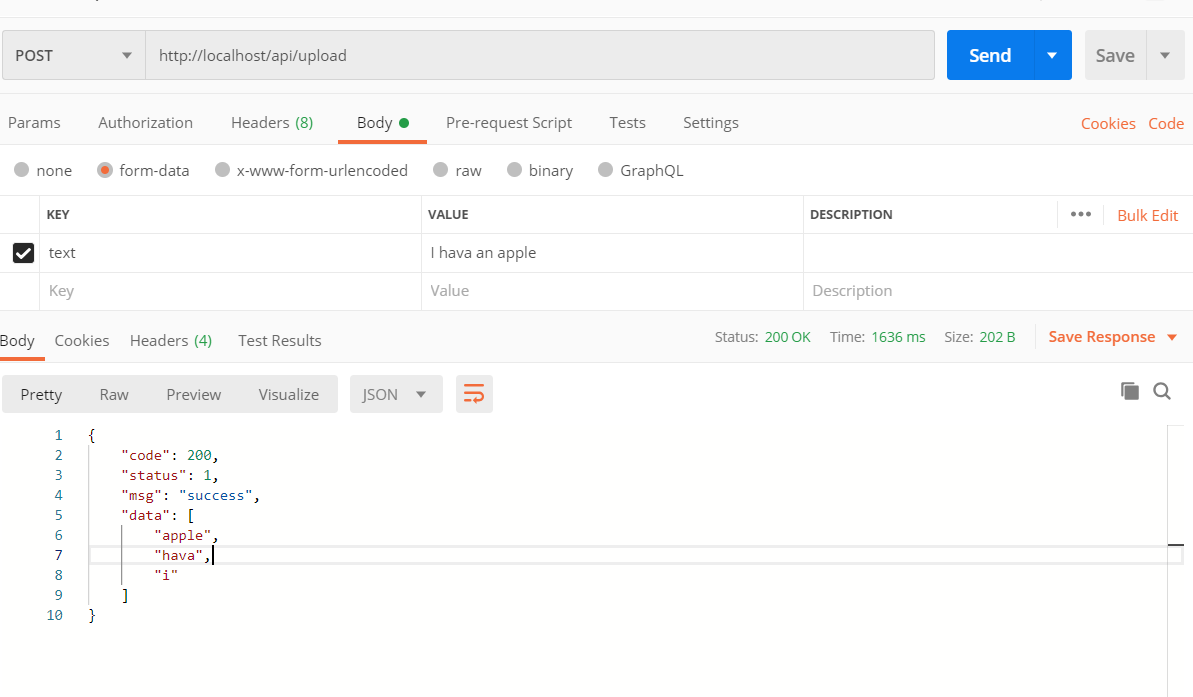 POST http://localhost/api/upload Send Save
Params Authorization Headers (8) Body Pre-request Script Tests Settings Cookies Code
none form-data x-www-form-urlencoded raw binary GraphQL
KEY VALUE DESCRIPTION ••• Bulk Edit
text I hava an apple
Key Value Description
Body Cookies Headers (4) Test Results Status: 200 OK Time: 1636 ms Size: 202 B Save Response
Pretty Raw Preview Visualize JSON
1 {
2 "code": 200,
3 "status": 1,
4 "msg": "success",
5 "data": [
6 "apple",
7 "hava",
8 "i"
9 ]
10 }